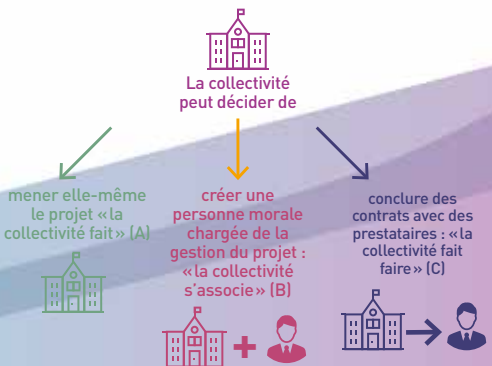 La collectivité
peut décider de
mener elle-même
le projet «la
collectivité fait» (A)
créer une
personne morale
chargée de la
gestion du projet :
«la collectivité
s'associe» (B)
conclure des
contrats avec des
prestataires : «la
collectivité fait
faire» (C)